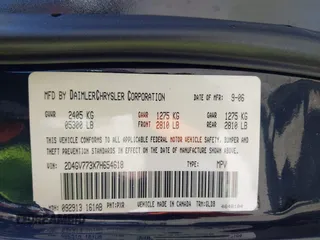 MFD BY DAIMLERCHRYSLER CORPORATION DATE OF MFR: 9-06
GVWR GAWR GAWR
2405 KG 1275 KG 1275 KG
05300 LB FRONT 2810 LB REAR 2810 LB
THIS VEHICLE CONFORMS TO ALL APPLICABLE
FEDERAL MOTOR VEHICLE SAFETY, BUMPER AND
THEFT PREVENTION STANDARDS IN EFFECT ON
THE DATE OF MANUFACTURE SHOWN ABOVE.
VIN: TYPE: MPV
MDH: PNT:
VEHICLE MADE IN CANADA